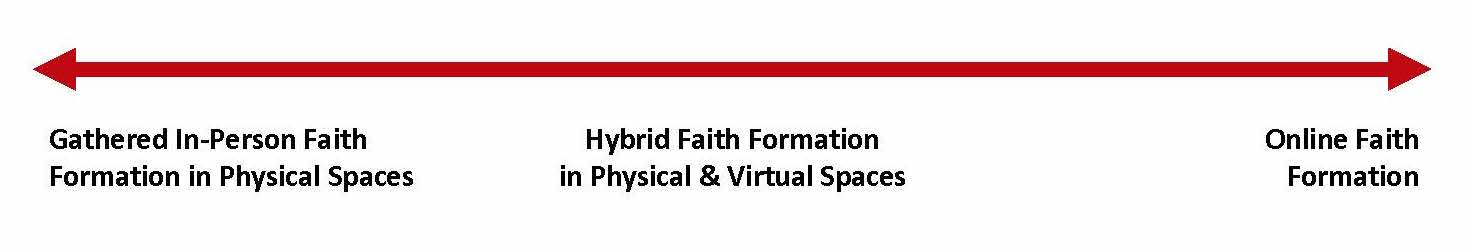 Gathered In-Person Faith
Formation in Physical Spaces
Hybrid Faith Formation
in Physical & Virtual Spaces
Online Faith
Formation